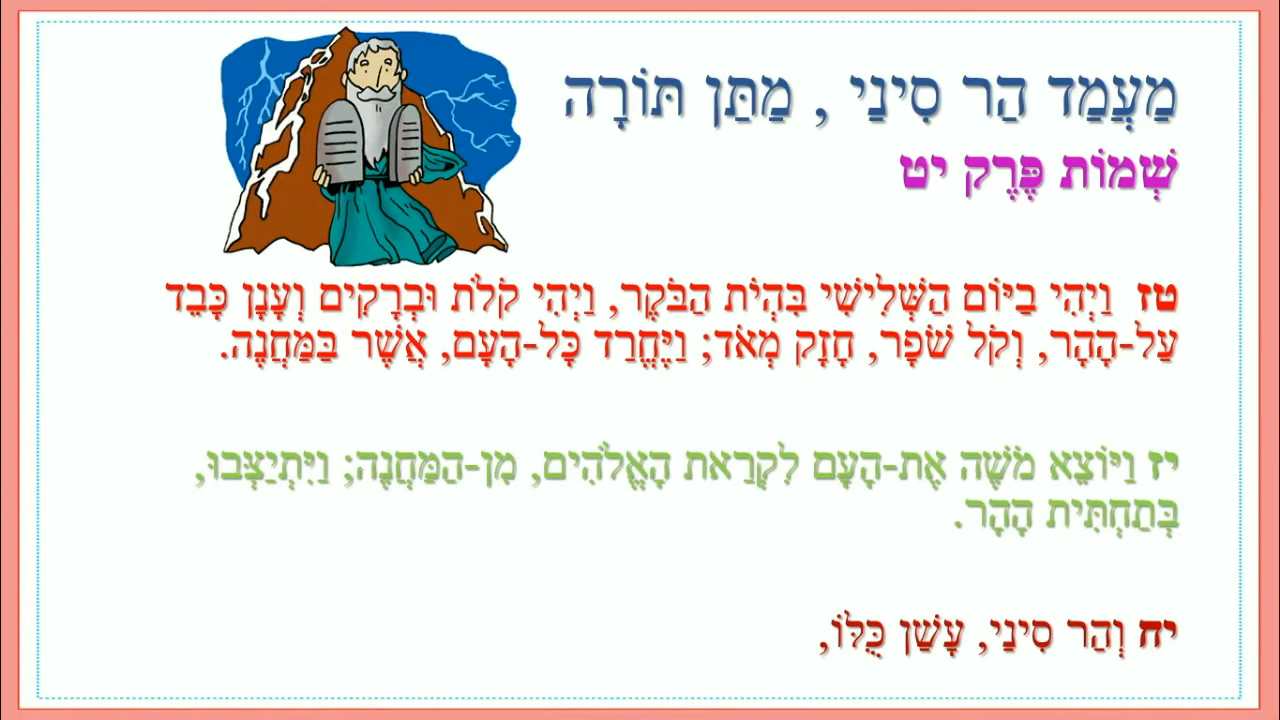 מַעֲמַד הַר סִינַי , מַתַּן תּוֹרָה
שְׁמוֹת פֶּרֶק יט
טז וַיְהִי בַיּוֹם הַשְּׁלִישִׁי בִּהְיֹת הַבֹּקֶר, וַיְהִי קֹלֹת וּבְרָקִים וְעָנָן כָּבֵד
עַל-הָהָר, וְקֹל שֹׁפָר, חָזָק מְאֹד; וַיֶּחֱרַד כָּל-הָעָם, אֲשֶׁר בַּמַּחֲנֶה.
יז וַיּוֹצֵא מֹשֶׁה אֶת-הָעָם לִקְרַאת הָאֱלֹהִים, מִן-הַמַּחֲנֶה; וַיִּתְיַצְּבוּ,
בְּתַחְתִּית הָהָר.
יח וְהַר סִינַי, עָשַׁן כֻּלּוֹ,